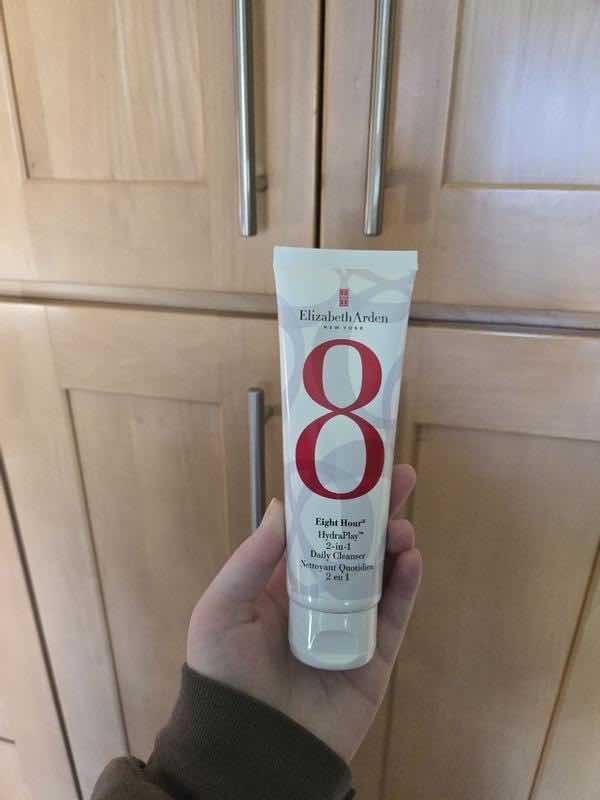 Elizabeth Arden
NEW YORK
8
Eight Hour®
HydraPlay™
2-in-1
Daily Cleanser
Nettoyant Quotidien
2 en 1